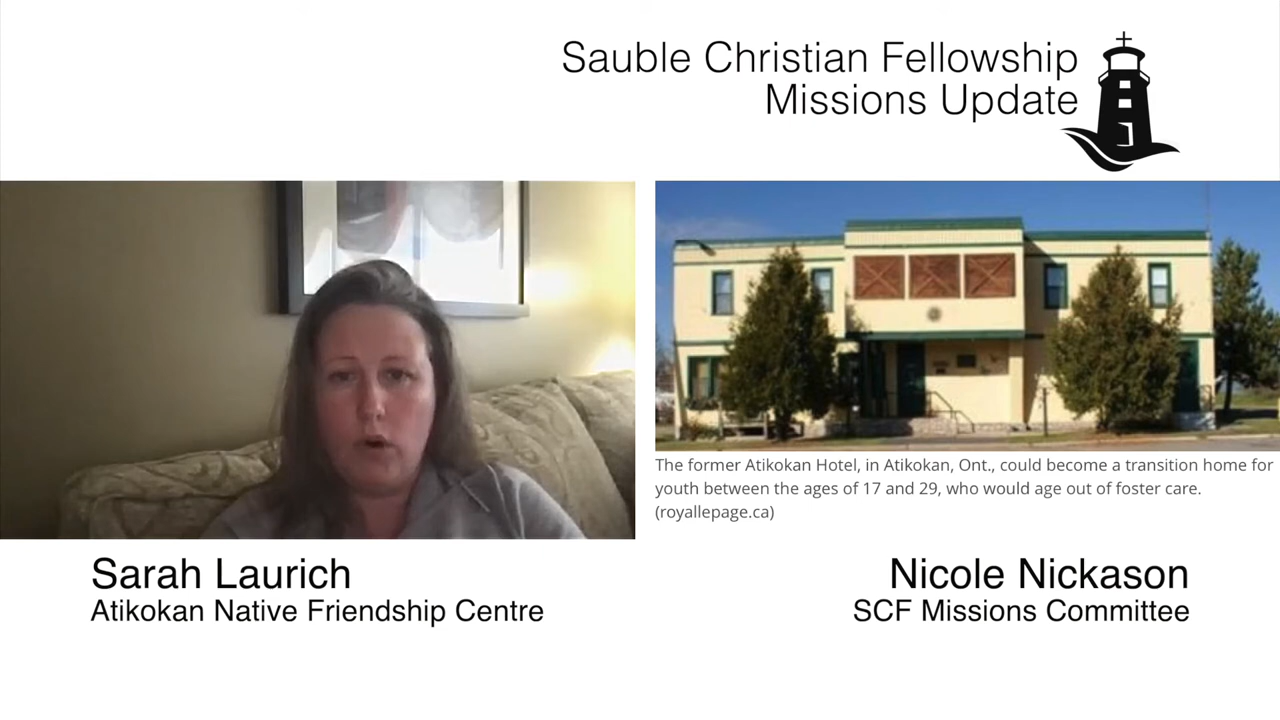 Sauble Christian Fellowship
Missions Update
The former Atikokan Hotel, in Atikokan, Ont., could become a transition home for
youth between the ages of 17 and 29, who would age out of foster care.
(royallepage.ca)
Sarah Laurich
Atikokan Native Friendship Centre
Nicole Nickason
SCF Missions Committee